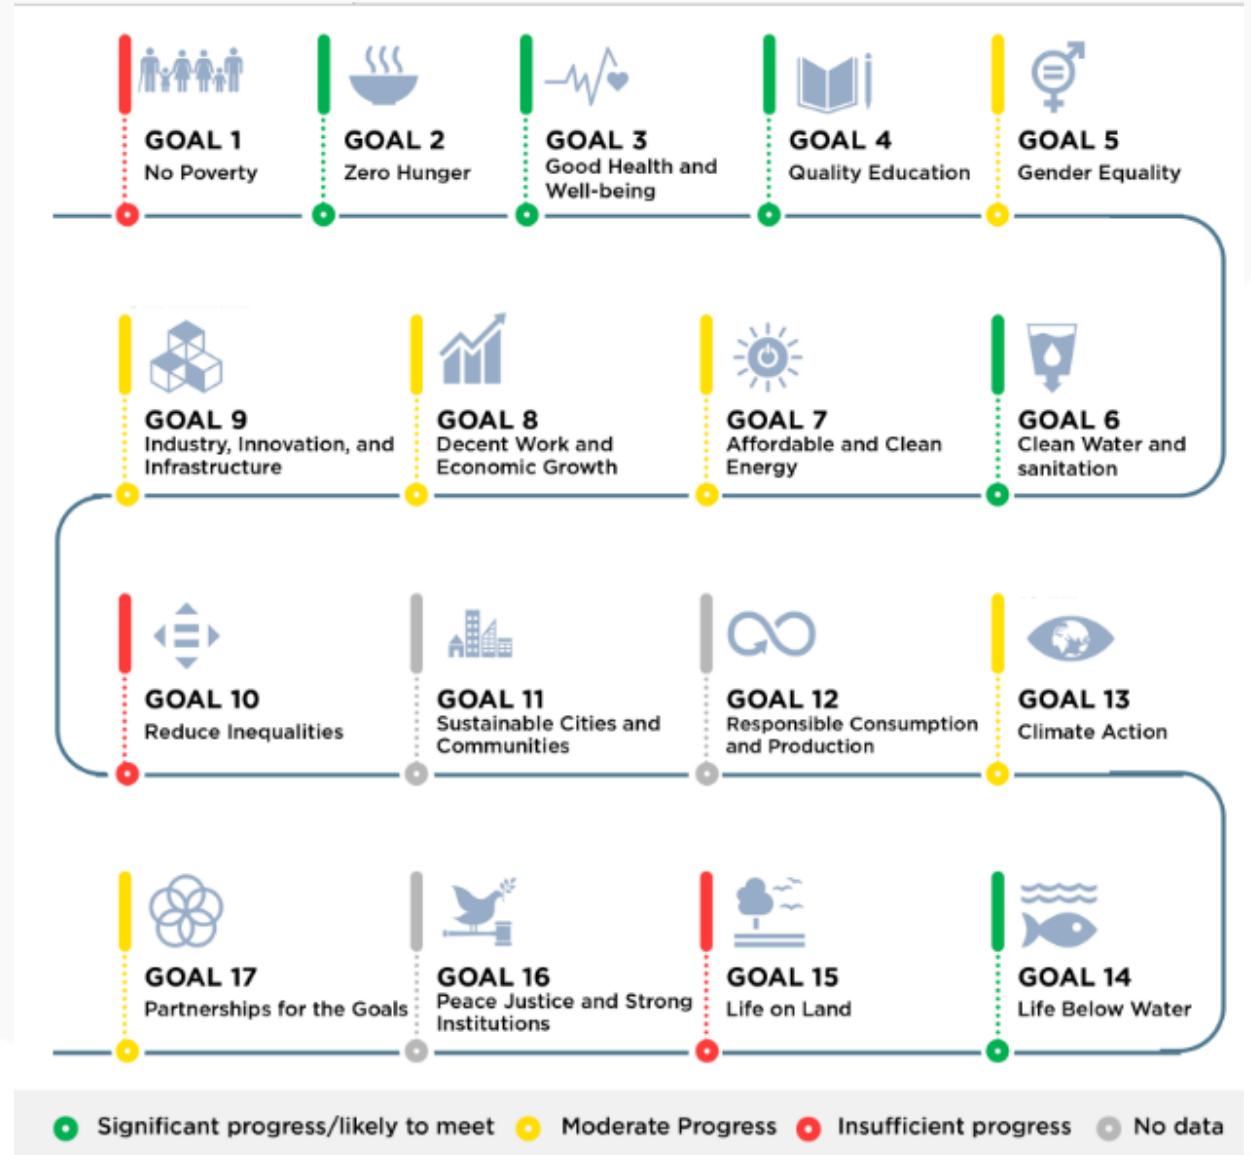 GOAL 1
No Poverty
GOAL 2
Zero Hunger
GOAL 3
Good Health and
Well-being
GOAL 4
Quality Education
GOAL 5
Gender Equality
GOAL 9
Industry, Innovation, and
Infrastructure
GOAL 8
Decent Work and
Economic Growth
GOAL 7
Affordable and Clean
Energy
GOAL 6
Clean Water and
sanitation
GOAL 10
Reduce Inequalities
GOAL 11
Sustainable Cities and
Communities
GOAL 12
Responsible Consumption
and Production
GOAL 13
Climate Action
GOAL 17
Partnerships for the Goals
GOAL 16
Peace Justice and Strong
Institutions
GOAL 15
Life on Land
GOAL 14
Life Below Water
Significant progress/likely to meet
Moderate Progress
Insufficient progress
No data